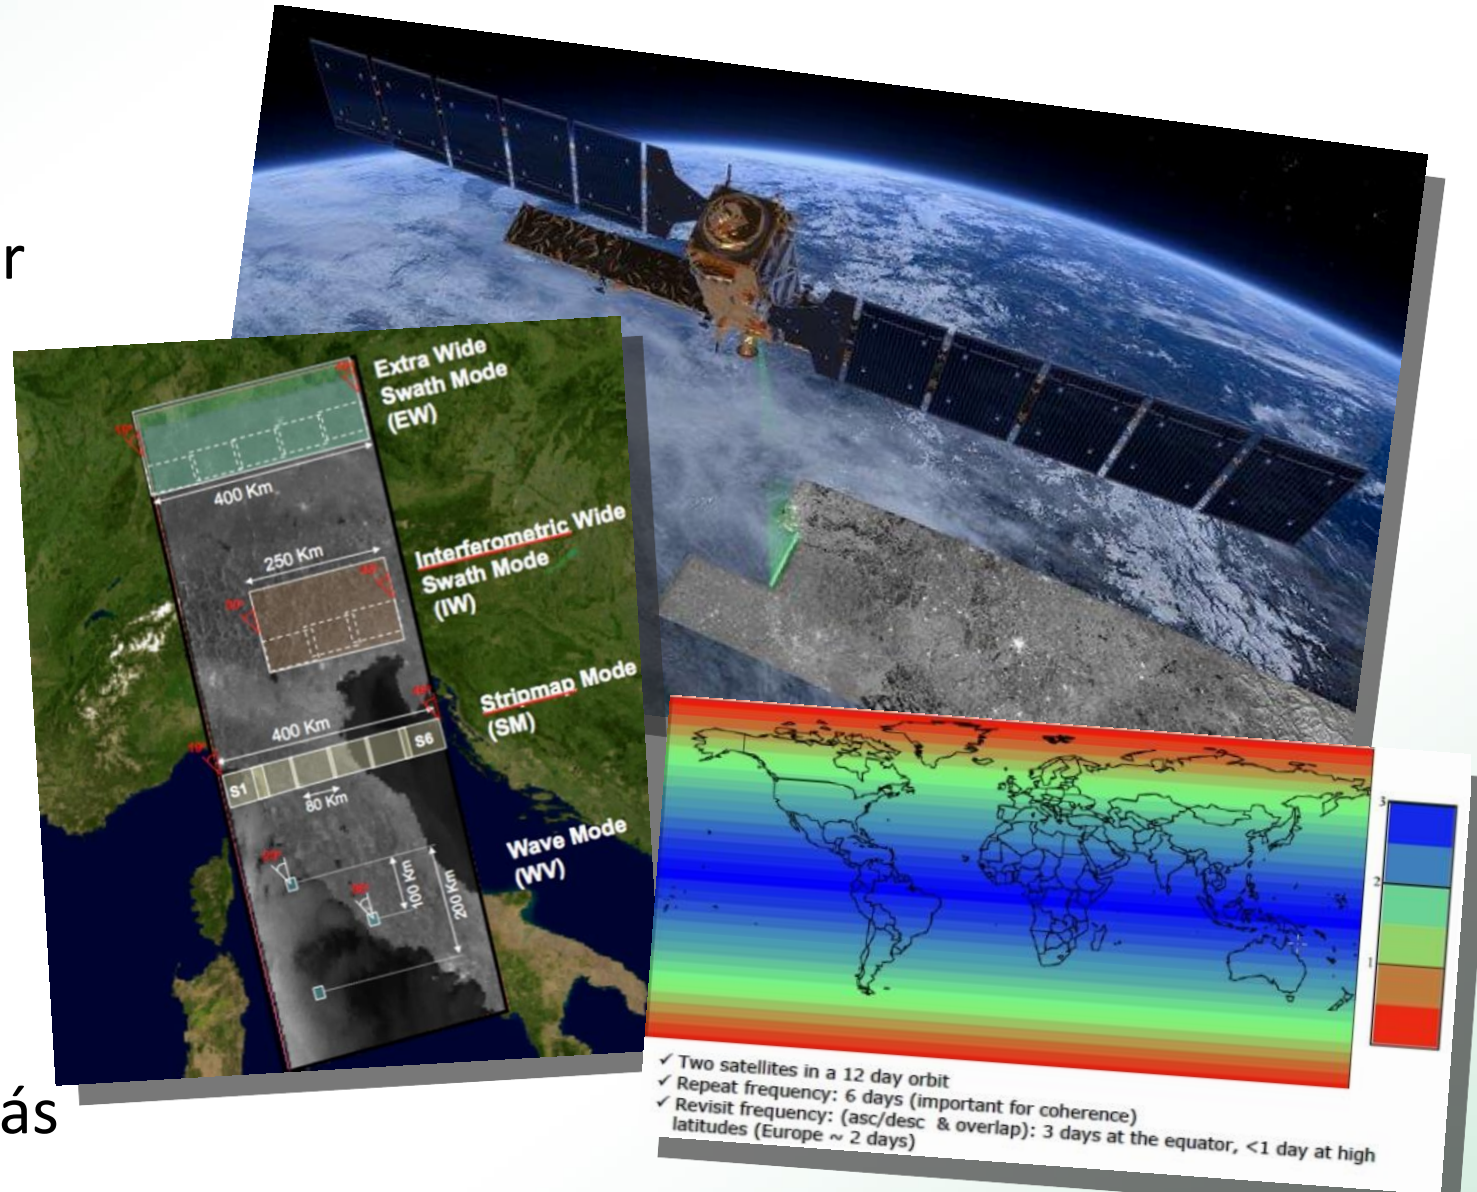 r
Extra Wide
Swath Mode
(EW)
400 Km
250 Km
Interferometric Wide
Swath Mode
(IW)
400 Km
Stripmap Mode
(SM)
S1
S6
80 Km
Wave Mode
(WV)
100 Km
200 Km
3
2
1
✓ Two satellites in a 12 day orbit
✓ Repeat frequency: 6 days (important for coherence)
✓ Revisit frequency: (asc/desc & overlap): 3 days at the equator, <1 day at high
latitudes (Europe ~ 2 days)
ás